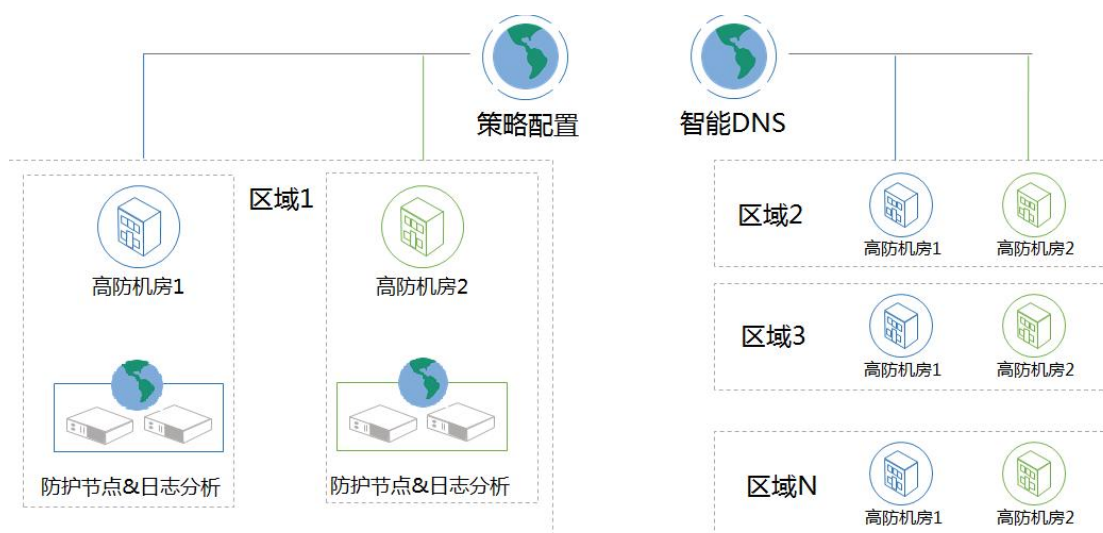 策略配置
智能DNS
区域1
高防机房1
高防机房2
防护节点&日志分析
防护节点&日志分析
区域2
高防机房1
高防机房2
区域3
高防机房1
高防机房2
区域N
高防机房1
高防机房2